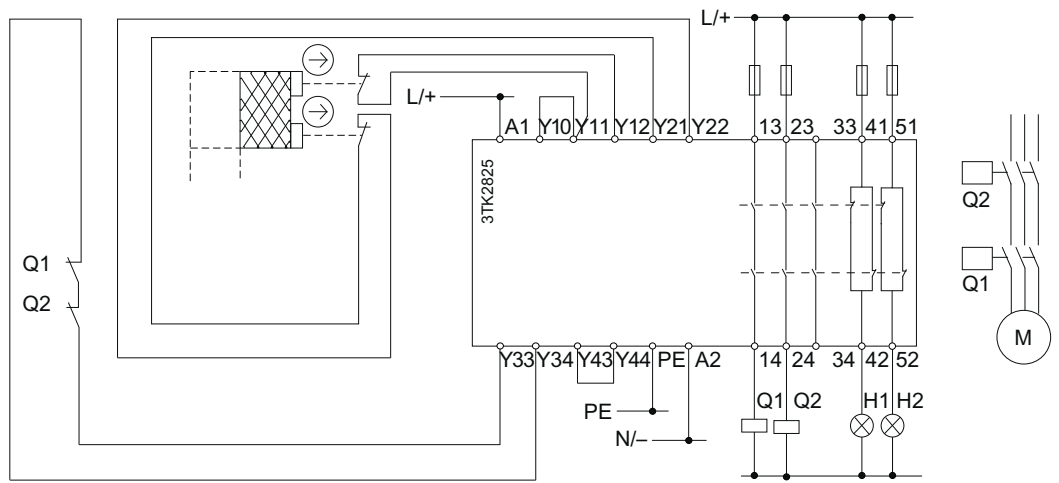 L/+
L/+
A1 Y10 Y11 Y12 Y21 Y22 13 23 33 41 51
3TK2825
Q2
Q1
Q1
Q2
M
Y33 Y34 Y43 Y44 PE A2 14 24 34 42 52
Q1 Q2 H1 H2
PE
N/–